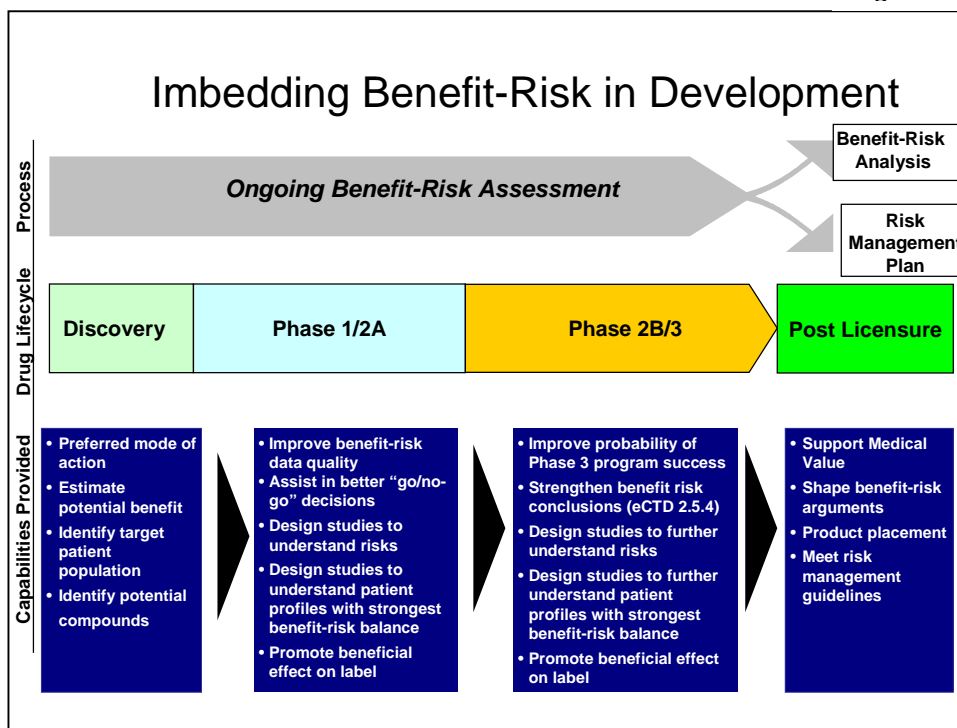 Imbedding Benefit-Risk in Development
Process
Ongoing Benefit-Risk Assessment
Benefit-Risk
Analysis
Risk
Management
Plan
Drug Lifecycle
Discovery
Phase 1/2A
Phase 2B/3
Post Licensure
Capabilities Provided
• Preferred mode of
action
• Estimate
potential benefit
• Identify target
patient
population
• Identify potential
compounds
• Improve benefit-risk
data quality
• Assist in better “go/no-
go” decisions
• Design studies to
understand risks
• Design studies to
understand patient
profiles with strongest
benefit-risk balance
• Promote beneficial
effect on label
• Improve probability of
Phase 3 program success
• Strengthen benefit risk
conclusions (eCTD 2.5.4)
• Design studies to further
understand risks
• Design studies to further
understand patient
profiles with strongest
benefit-risk balance
• Promote beneficial effect
on label
• Support Medical
Value
• Shape benefit-risk
arguments
• Product placement
• Meet risk
management
guidelines